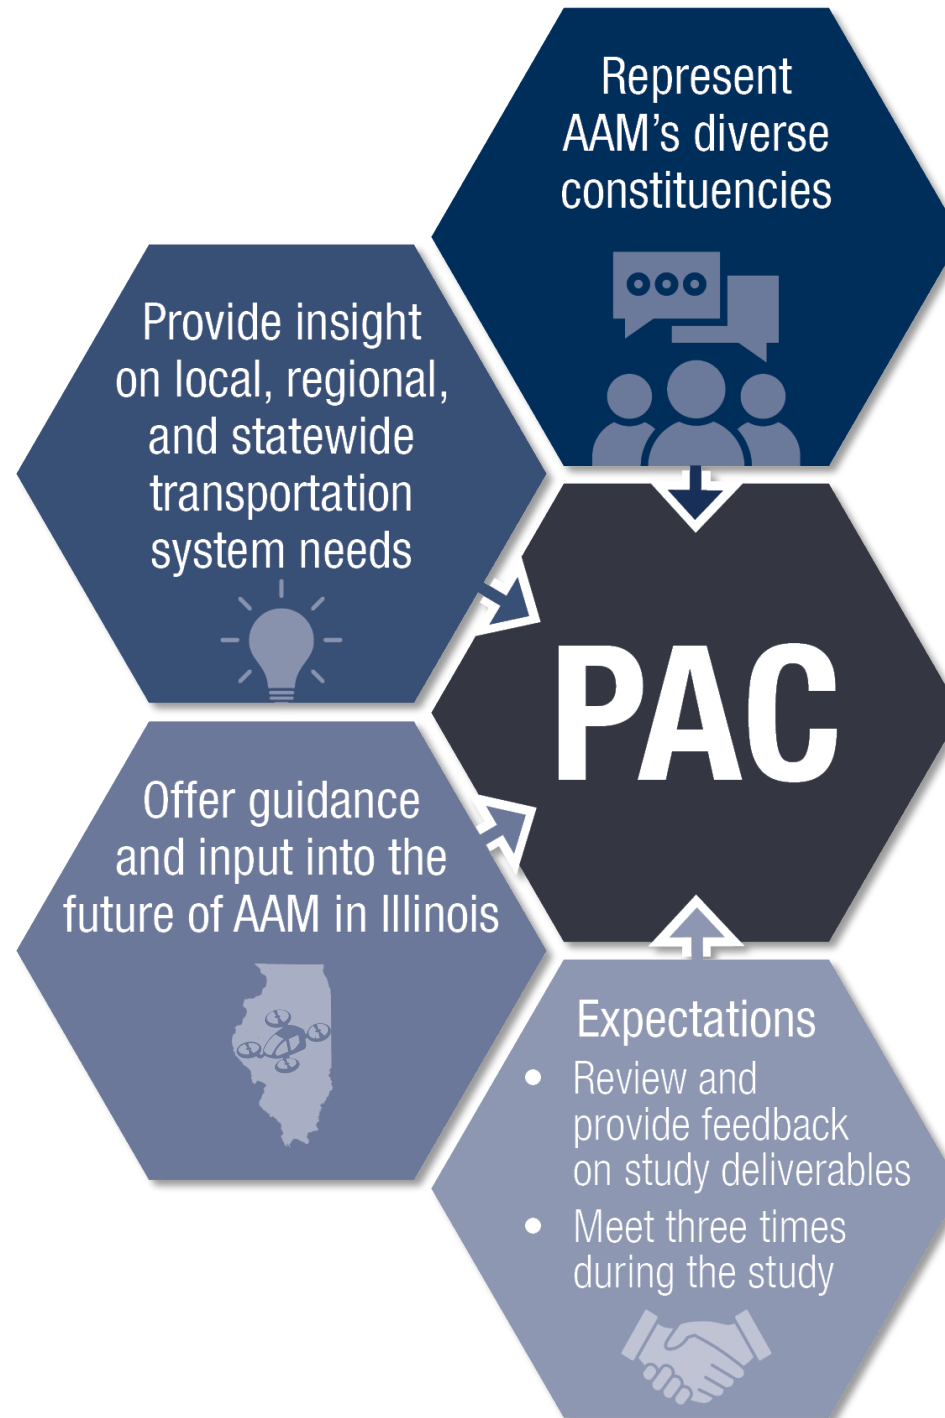 Represent
AAM's diverse
constituencies
Provide insight
on local, regional,
and statewide
transportation
system needs
PAC
Offer guidance
and input into the
future of AAM in Illinois
Expectations
• Review and
provide feedback
on study deliverables
• Meet three times
during the study